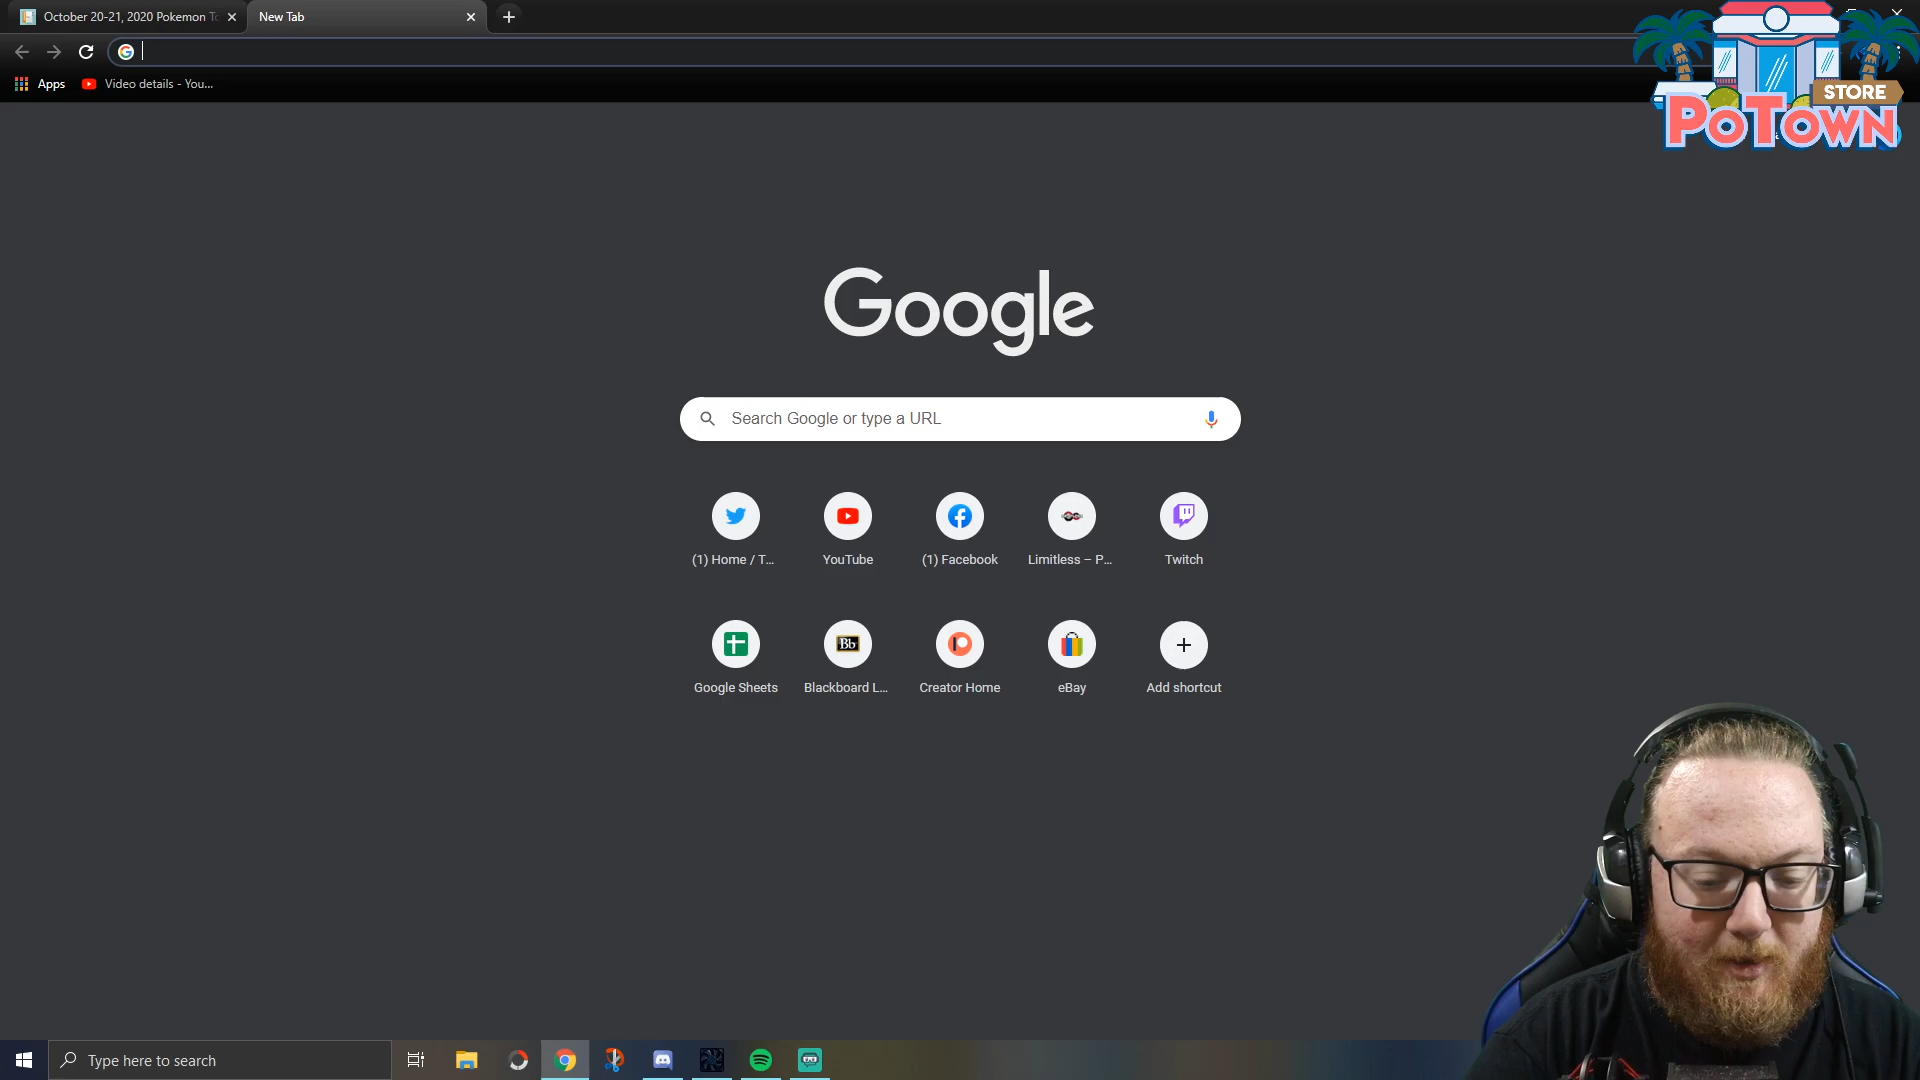 October 20-21, 2020 Pokemon To
New Tab
Apps
Video details - You...
STORE
PoTown
Google
Search Google or type a URL
(1) Home / T...
YouTube
(1) Facebook
Limitless – P...
Twitch
Bb
Google Sheets
Blackboard L...
Creator Home
eBay
Add shortcut
Type here to search